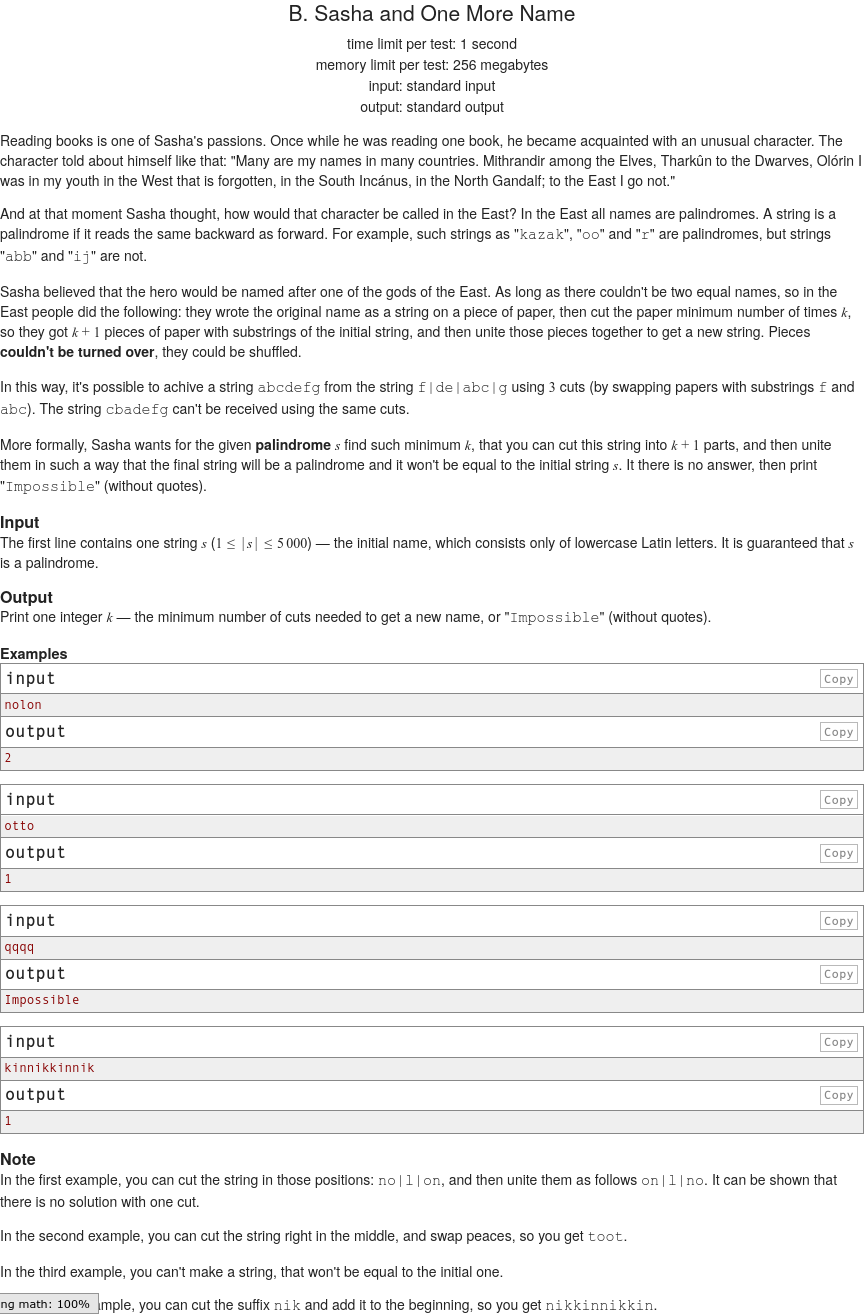 B. Sasha and One More Name
time limit per test: 1 second
memory limit per test: 256 megabytes
input: standard input
output: standard output
Reading books is one of Sasha's passions. Once while he was reading one book, he became acquainted with an unusual character. The
character told about himself like that: "Many are my names in many countries. Mithrandir among the Elves, Tharkûn to the Dwarves, Olórin I
was in my youth in the West that is forgotten, in the South Incánus, in the North Gandalf; to the East I go not."
And at that moment Sasha thought, how would that character be called in the East? In the East all names are palindromes. A string is a
palindrome if it reads the same backward as forward. For example, such strings as "kazak", "oo" and "r" are palindromes, but strings
"abb" and "ij" are not.
Sasha believed that the hero would be named after one of the gods of the East. As long as there couldn't be two equal names, so in the
East people did the following: they wrote the original name as a string on a piece of paper, then cut the paper minimum number of times k,
so they got k + 1 pieces of paper with substrings of the initial string, and then unite those pieces together to get a new string. Pieces
couldn't be turned over, they could be shuffled.
In this way, it's possible to achive a string abcdefg from the string f|de|abc|g using 3 cuts (by swapping papers with substrings f and
abc). The string cbadefg can't be received using the same cuts.
More formally, Sasha wants for the given palindrome s find such minimum k, that you can cut this string into k + 1 parts, and then unite
them in such a way that the final string will be a palindrome and it won't be equal to the initial string s. It there is no answer, then print
"Impossible" (without quotes).
Input
The first line contains one string s (1 ≤ |s| ≤ 5 000) — the initial name, which consists only of lowercase Latin letters. It is guaranteed that s
is a palindrome.
Output
Print one integer k — the minimum number of cuts needed to get a new name, or "Impossible" (without quotes).
Examples
input Copy
nolon
output Copy
2
input Copy
otto
output Copy
1
input Copy
qqqq
output Copy
Impossible
input Copy
kinnikkinnik
output Copy
1
Note
In the first example, you can cut the string in those positions: no|l|on, and then unite them as follows on|l|no. It can be shown that
there is no solution with one cut.
In the second example, you can cut the string right in the middle, and swap peaces, so you get toot.
In the third example, you can't make a string, that won't be equal to the initial one.
ng math: 100% mple, you can cut the suffix nik and add it to the beginning, so you get nikkinnikkin.